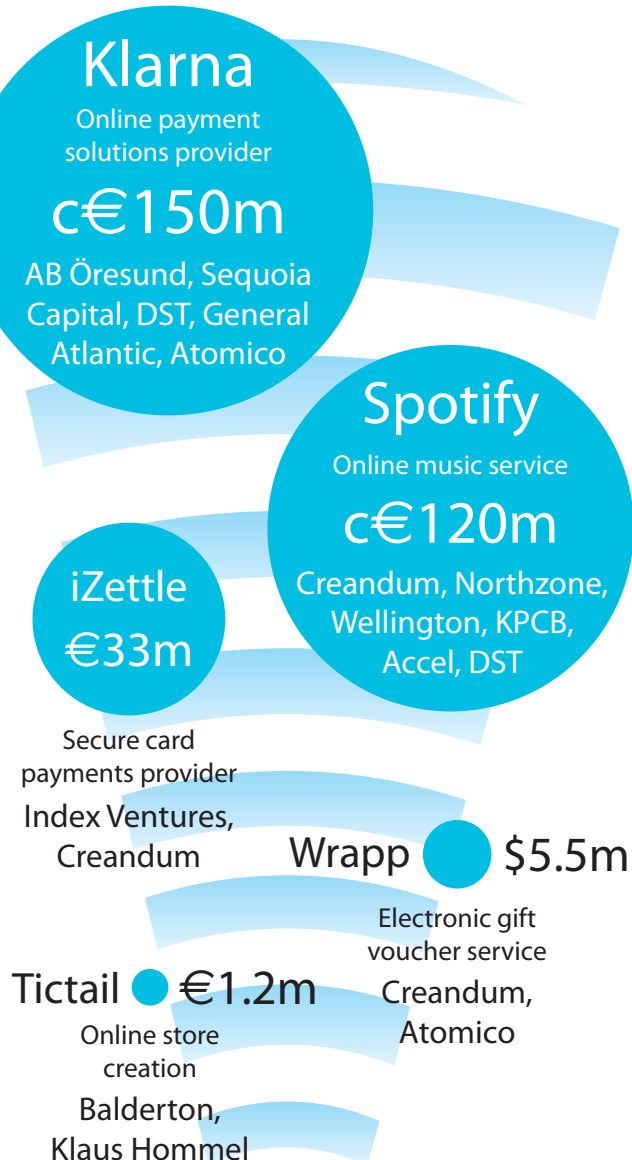 Klarna
Online payment
solutions provider
c€150m
AB Öresund, Sequoia
Capital, DST, General
Atlantic, Atomico
Spotify
Online music service
c€120m
Creandum, Northzone,
Wellington, KPCB,
Accel, DST
iZettle
€33m
Secure card
payments provider
Index Ventures,
Creandum
Wrapp $5.5m
Electronic gift
voucher service
Creandum,
Atomico
Tictail €1.2m
Online store
creation
Balderton,
Klaus Hommel